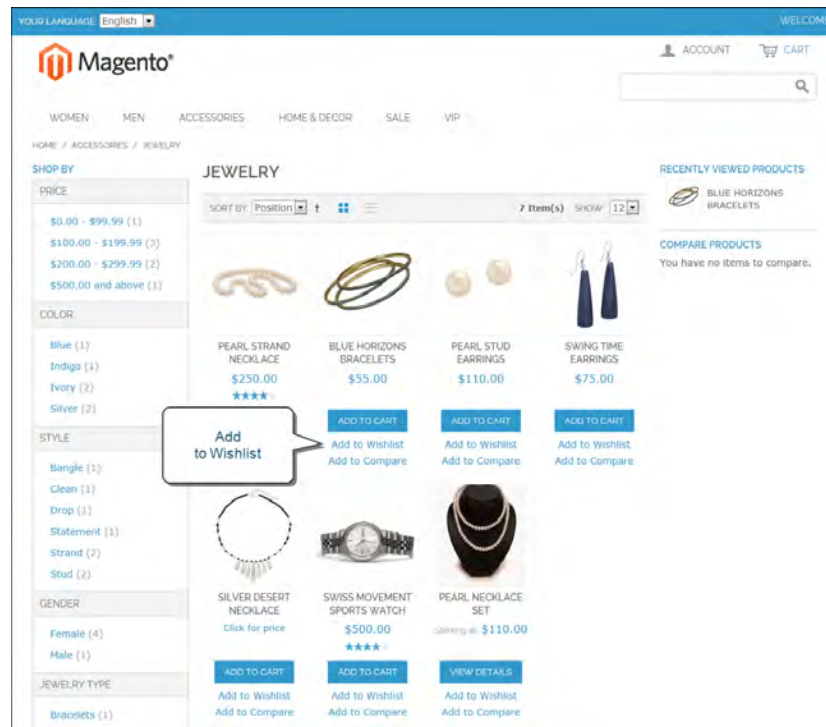 YOUR LANGUAGE: English
WELCOME
Magento®
ACCOUNT
CART
WOMEN MEN ACCESSORIES HOME & DECOR SALE VIP
HOME / ACCESSORIES / JEWELRY
SHOP BY
PRICE
$0.00 - $99.99 (1)
$100.00 - $199.99 (3)
$200.00 - $299.99 (2)
$500.00 and above (1)
COLOR
Blue (1)
Indigo (1)
Ivory (2)
Silver (2)
STYLE
Bangle (1)
Clean (1)
Drop (1)
Statement (1)
Strand (2)
Stud (2)
GENDER
Female (4)
Male (1)
JEWELRY TYPE
Bracelets (1)
JEWELRY
SORT BY Position
7 Item(s) SHOW 12
PEARL STRAND
NECKLACE
$250.00
BLUE HORIZONS
BRACELETS
$55.00
ADD TO CART
Add to Wishlist
Add to Compare
PEARL STUD
EARRINGS
$110.00
ADD TO CART
Add to Wishlist
Add to Compare
SWING TIME
EARRINGS
$75.00
ADD TO CART
Add to Wishlist
Add to Compare
Add
to Wishlist
SILVER DESERT
NECKLACE
Click for price
ADD TO CART
Add to Wishlist
Add to Compare
SWISS MOVEMENT
SPORTS WATCH
$500.00
ADD TO CART
Add to Wishlist
Add to Compare
PEARL NECKLACE
SET
Starting at: $110.00
VIEW DETAILS
Add to Wishlist
Add to Compare
RECENTLY VIEWED PRODUCTS
BLUE HORIZONS
BRACELETS
COMPARE PRODUCTS
You have no items to compare.